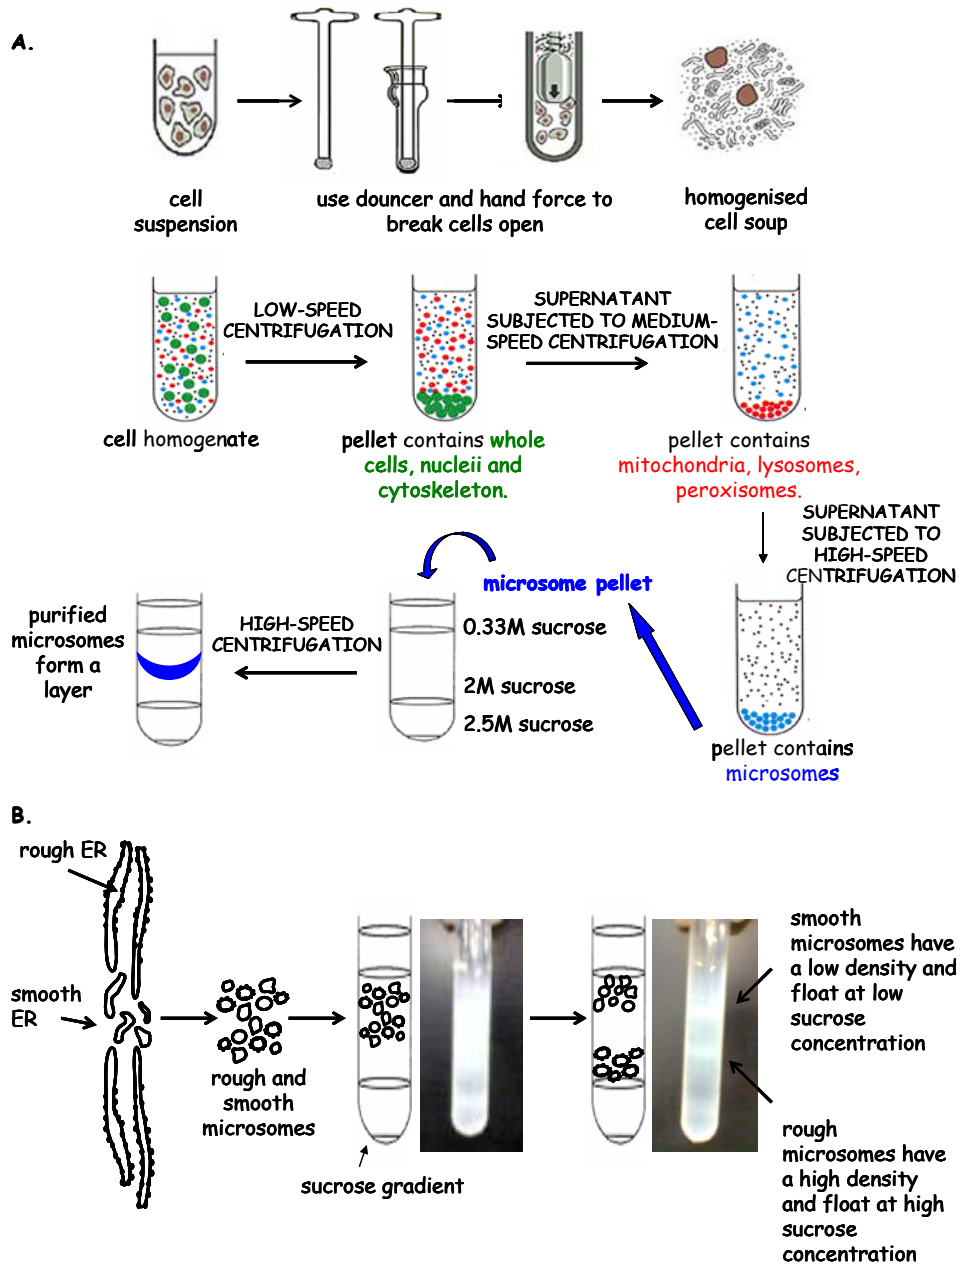 A.
cell
suspension
use douncer and hand force to
break cells open
homogenised
cell soup
LOW-SPEED
CENTRIFUGATION
SUPERNATANT
SUBJECTED TO MEDIUM-
SPEED CENTRIFUGATION
cell homogenate
pellet contains whole
cells, nucleii and
cytoskeleton.
pellet contains
mitochondria, lysosomes,
peroxisomes.
SUPERNATANT
SUBJECTED TO
HIGH-SPEED
CENTRIFUGATION
pellet contains
microsomes
microsome pellet
0.33M sucrose
2M sucrose
2.5M sucrose
HIGH-SPEED
CENTRIFUGATION
purified
microsomes
form a
layer
B.
rough ER
smooth
ER
rough and
smooth
microsomes
sucrose gradient
smooth
microsomes have
a low density and
float at low
sucrose
concentration
rough
microsomes have
a high density
and float at high
sucrose
concentration